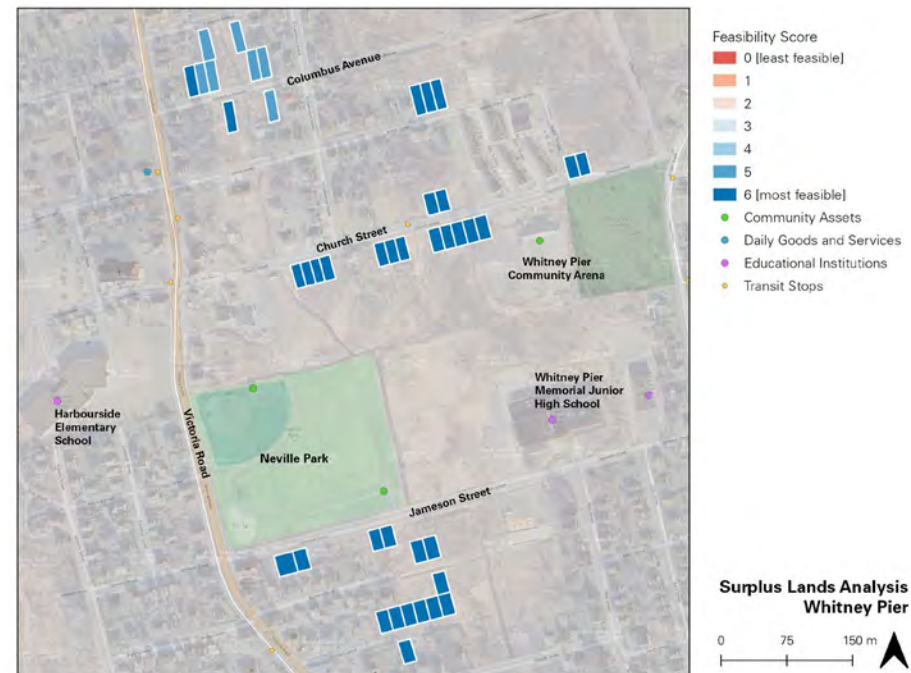 Columbus Avenue
Church Street
Whitney Pier
Community Arena
Whitney Pier
Memorial Junior
High School
Harbourside
Elementary
School
Victoria Road
Neville Park
Jameson Street
Feasibility Score
0 [least feasible]
1
2
3
4
5
6 [most feasible]
Community Assets
Daily Goods and Services
Educational Institutions
Transit Stops
Surplus Lands Analysis
Whitney Pier
0 75 150 m